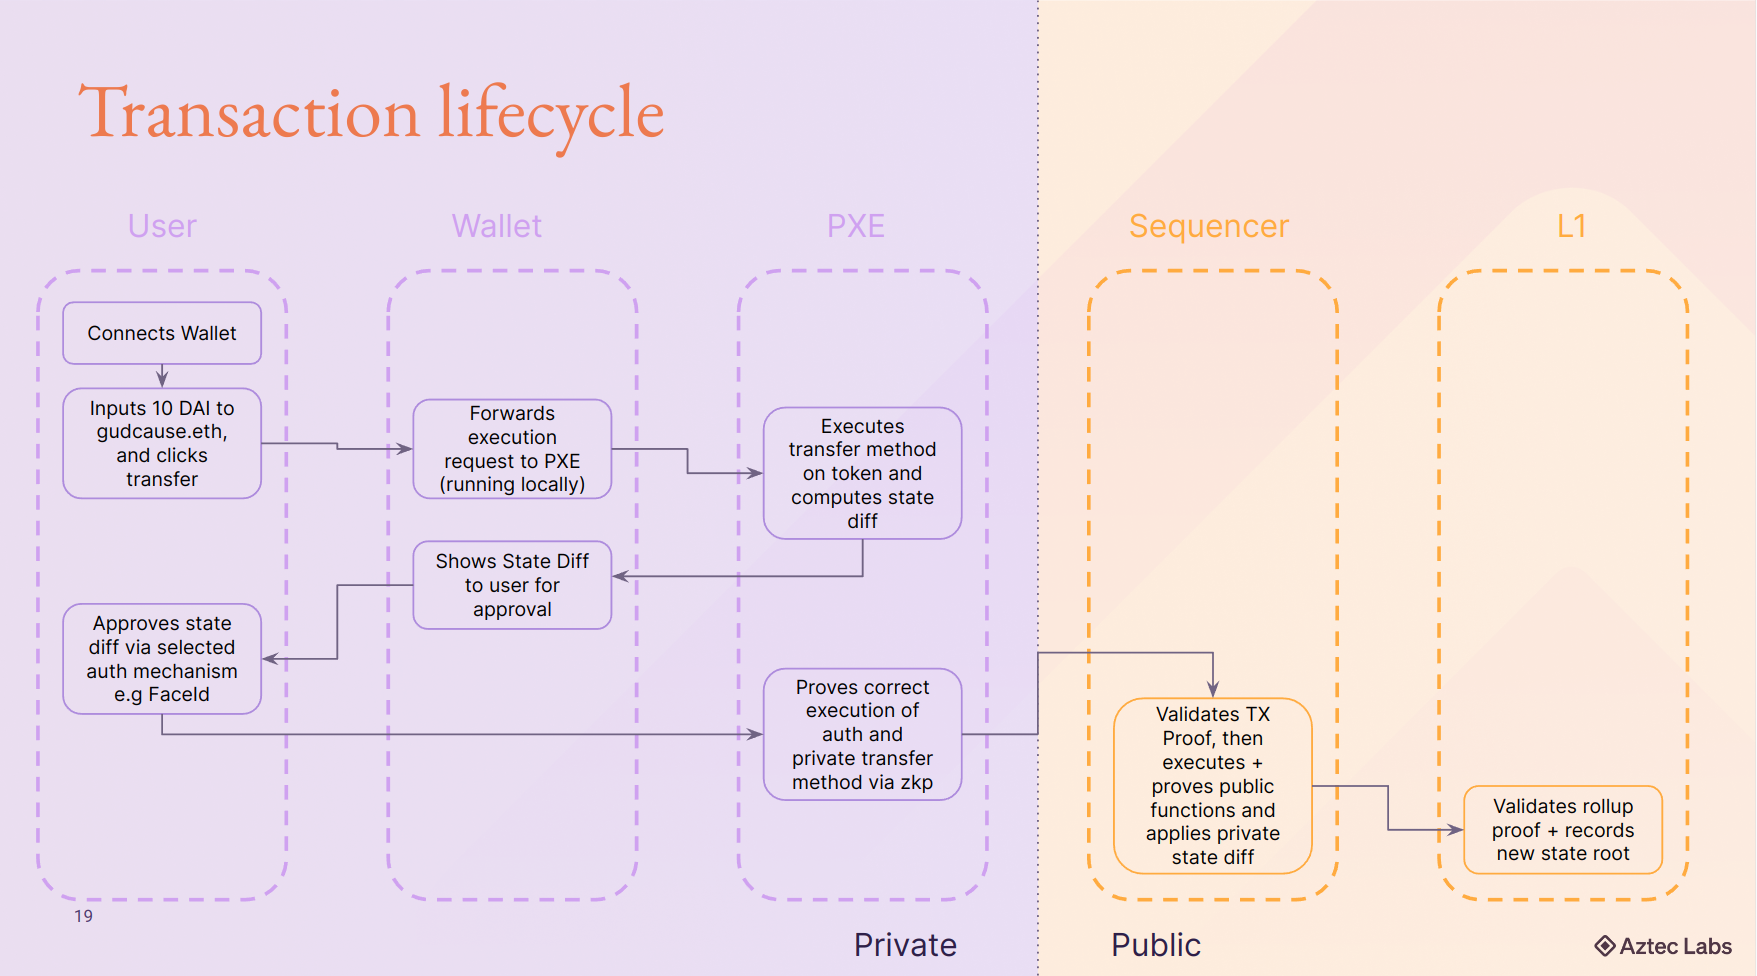 Transaction lifecycle
User
Wallet
PXE
Sequencer
L1
Connects Wallet
Inputs 10 DAI to
gudcause.eth,
and clicks
transfer
Forwards
execution
request to PXE
(running locally)
Executes
transfer method
on token and
computes state
diff
Shows State Diff
to user for
approval
Approves state
diff via selected
auth mechanism
e.g FaceId
Proves correct
execution of
auth and
private transfer
method via zkp
Validates TX
Proof, then
executes +
proves public
functions and
applies private
state diff
Validates rollup
proof + records
new state root
19
Private
Public
Aztec Labs